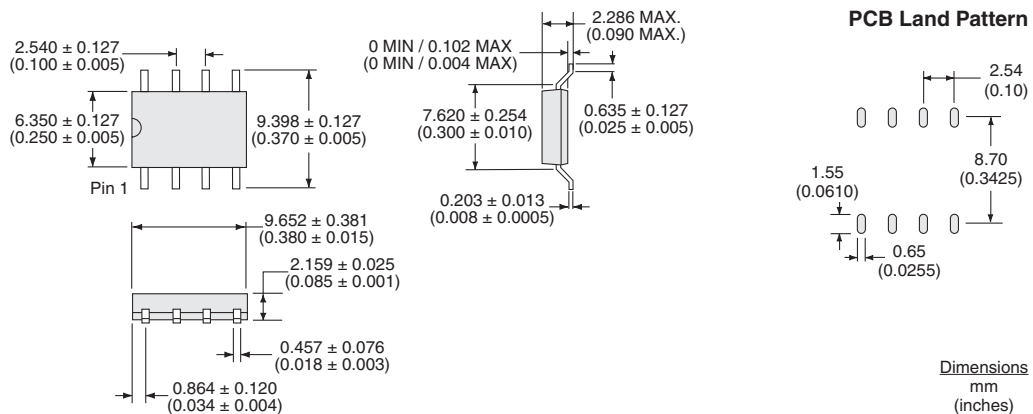 2.540 ± 0.127
(0.100 ± 0.005)
6.350 ± 0.127
(0.250 ± 0.005)
9.398 ± 0.127
(0.370 ± 0.005)
Pin 1
9.652 ± 0.381
(0.380 ± 0.015)
2.159 ± 0.025
(0.085 ± 0.001)
0.457 ± 0.076
(0.018 ± 0.003)
0.864 ± 0.120
(0.034 ± 0.004)
2.286 MAX.
(0.090 MAX.)
0 MIN / 0.102 MAX
(0 MIN / 0.004 MAX)
7.620 ± 0.254
(0.300 ± 0.010)
0.635 ± 0.127
(0.025 ± 0.005)
0.203 ± 0.013
(0.008 ± 0.0005)
PCB Land Pattern
2.54
(0.10)
8.70
(0.3425)
1.55
(0.0610)
0.65
(0.0255)
Dimensions
mm
(inches)